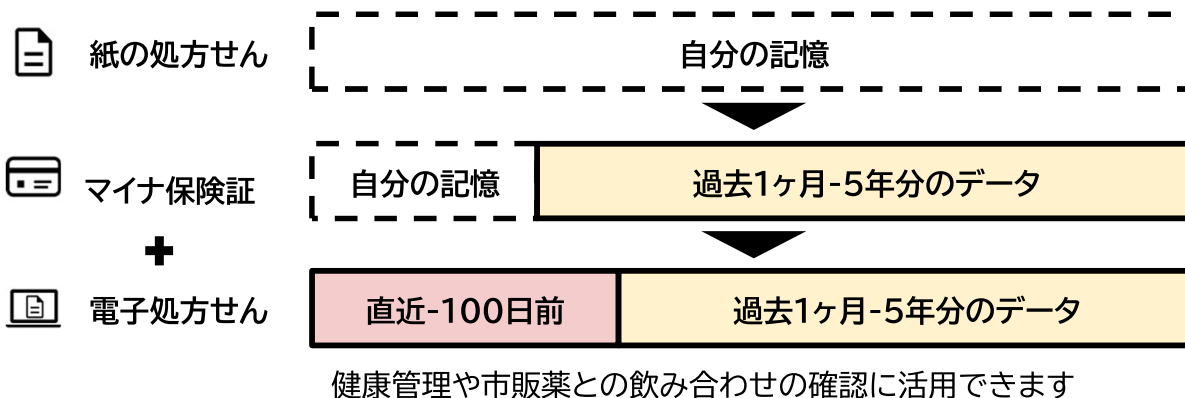 紙の処方せん
自分の記憶
マイナ保険証
自分の記憶
過去1ヶ月-5年分のデータ
+
電子処方せん
直近-100日前
過去1ヶ月-5年分のデータ
健康管理や市販薬との飲み合わせの確認に活用できます